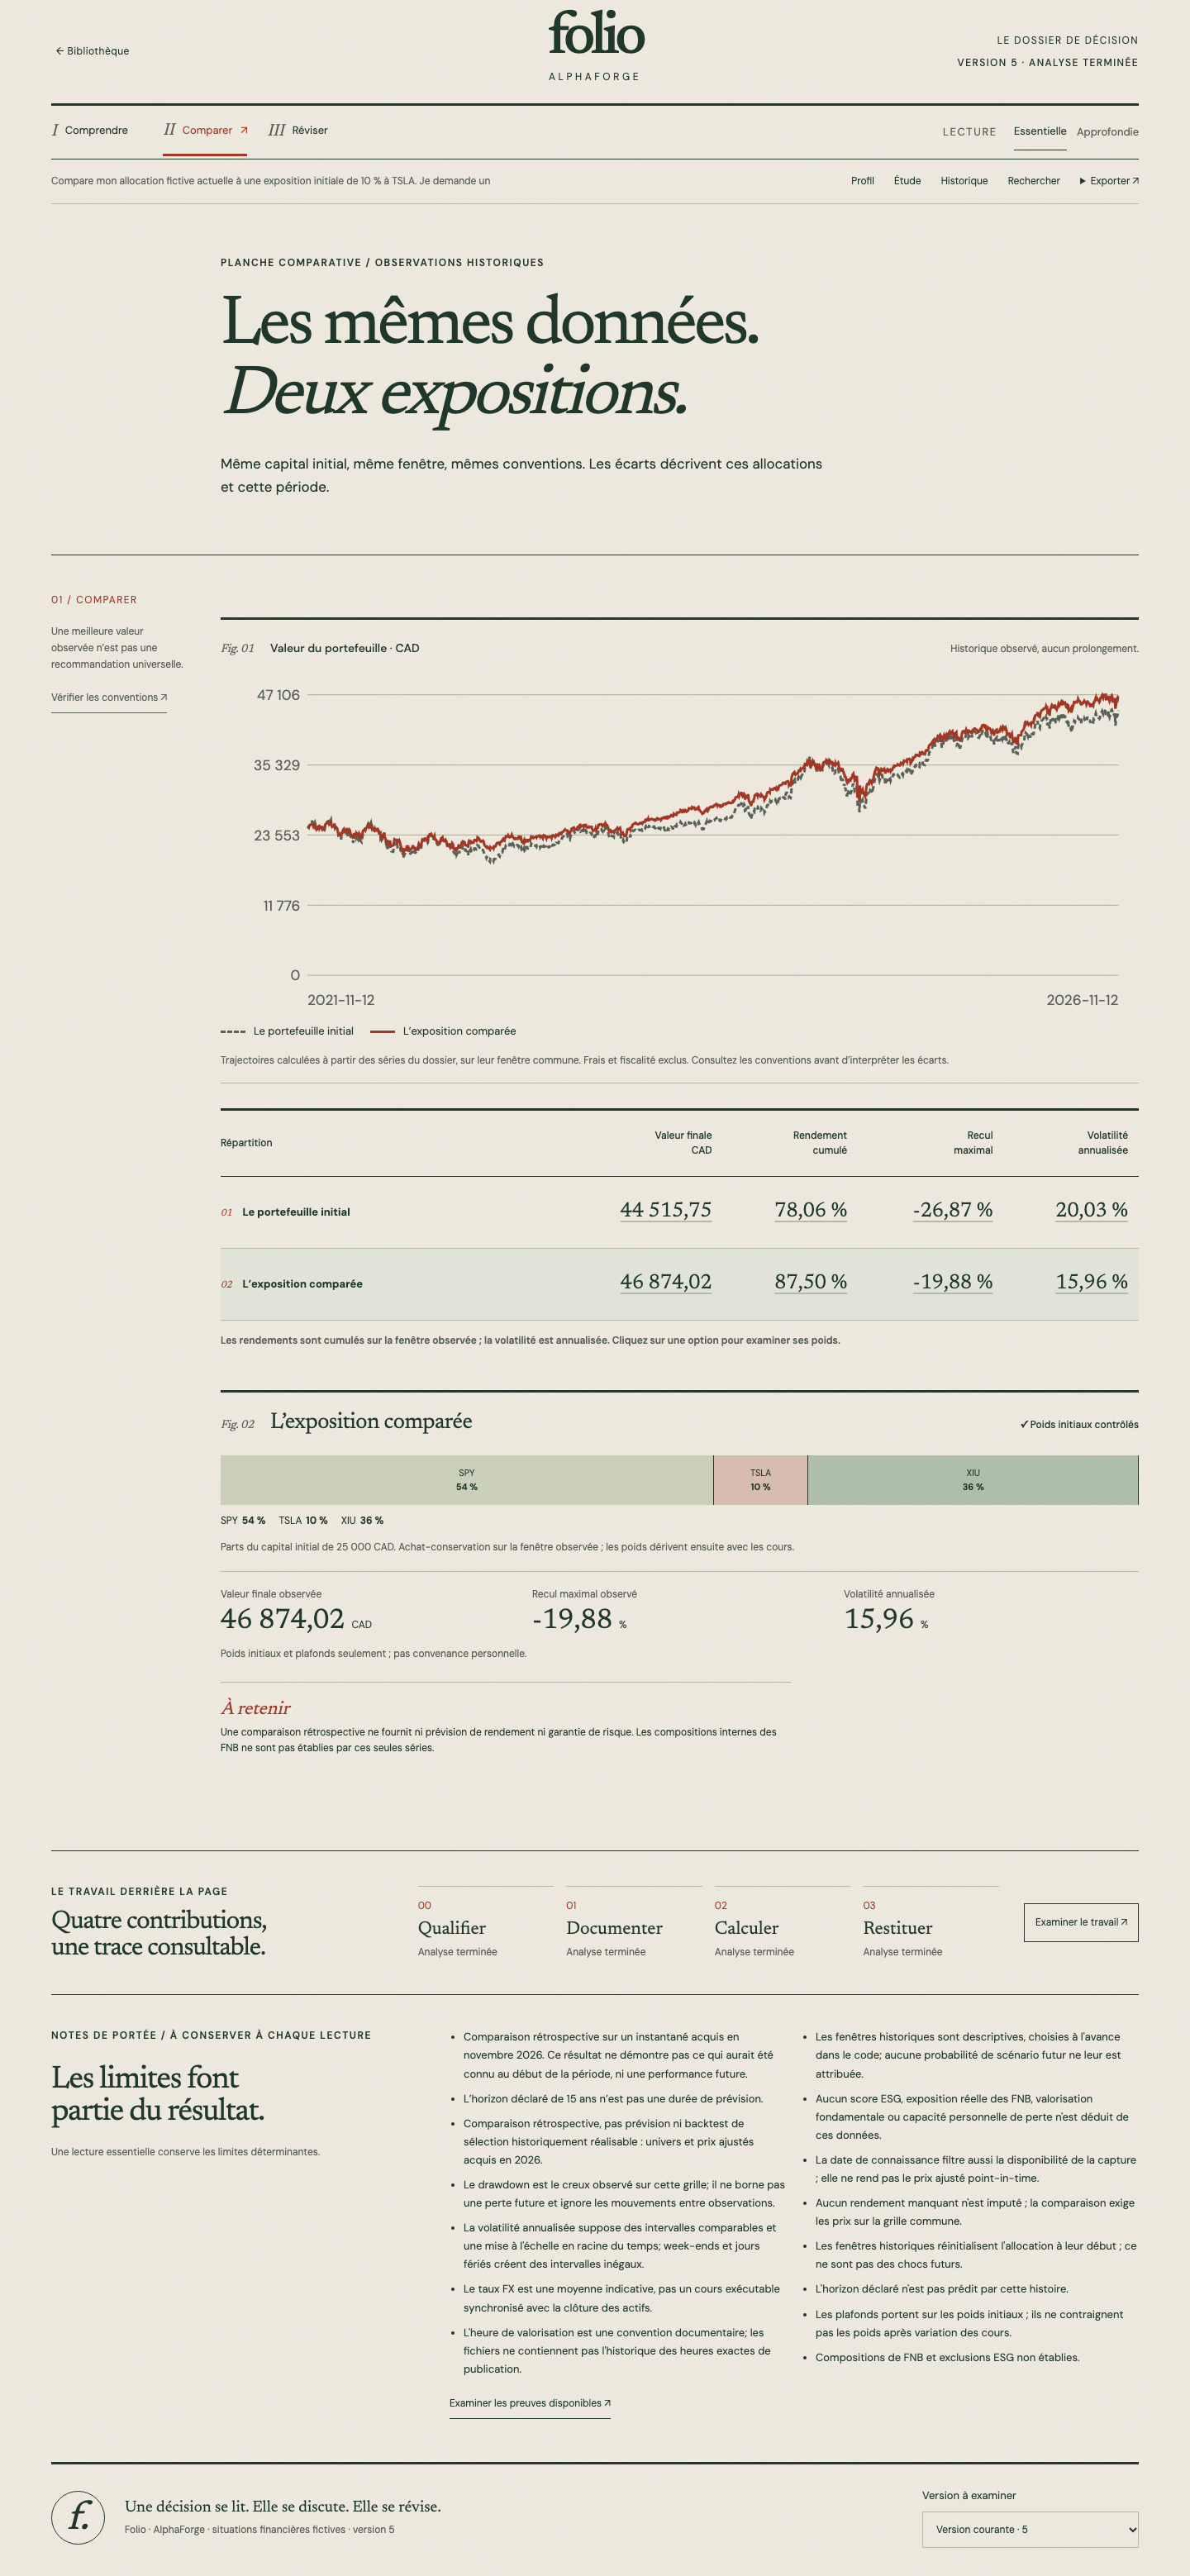 ← Bibliothèque
folio
ALPHAFORGE
LE DOSSIER DE DÉCISION
VERSION 5 · ANALYSE TERMINÉE
I Comprendre
II Comparer ↗
III Réviser
LECTURE
Essentielle
Approfondie
Compare mon allocation fictive actuelle à une exposition initiale de 10 % à TSLA. Je demande un
Profil
Étude
Historique
Rechercher
▶ Exporter ↗
PLANCHE COMPARATIVE / OBSERVATIONS HISTORIQUES
Les mêmes données.
Deux expositions.
Même capital initial, même fenêtre, mêmes conventions. Les écarts décrivent ces allocations
et cette période.
01 / COMPARER
Une meilleure valeur
observée n’est pas une
recommandation universelle.
Vérifier les conventions ↗
Fig. 01 Valeur du portefeuille · CAD
Historique observé, aucun prolongement.
47 106
35 329
23 553
11 776
0
2021-11-12
2026-11-12
Le portefeuille initial
L’exposition comparée
Trajectoires calculées à partir des séries du dossier, sur leur fenêtre commune. Frais et fiscalité exclus. Consultez les conventions avant d’interpréter les écarts.
Répartition
Valeur finale
CAD
Rendement
cumulé
Recul
maximal
Volatilité
annualisée
01 Le portefeuille initial 44 515,75 78,06 % -26,87 % 20,03 %
02 L’exposition comparée 46 874,02 87,50 % -19,88 % 15,96 %
Les rendements sont cumulés sur la fenêtre observée ; la volatilité est annualisée. Cliquez sur une option pour examiner ses poids.
Fig. 02 L’exposition comparée
✓ Poids initiaux contrôlés
SPY
54 %
TSLA
10 %
XIU
36 %
SPY 54 % TSLA 10 % XIU 36 %
Parts du capital initial de 25 000 CAD. Achat-conservation sur la fenêtre observée ; les poids dérivent ensuite avec les cours.
Valeur finale observée
46 874,02 CAD
Recul maximal observé
-19,88 %
Volatilité annualisée
15,96 %
Poids initiaux et plafonds seulement ; pas convenance personnelle.
À retenir
Une comparaison rétrospective ne fournit ni prévision de rendement ni garantie de risque. Les compositions internes des
FNB ne sont pas établies par ces seules séries.
LE TRAVAIL DERRIÈRE LA PAGE
Quatre contributions,
une trace consultable.
00
Qualifier
Analyse terminée
01
Documenter
Analyse terminée
02
Calculer
Analyse terminée
03
Restituer
Analyse terminée
Examiner le travail ↗
NOTES DE PORTÉE / À CONSERVER À CHAQUE LECTURE
Les limites font
partie du résultat.
Une lecture essentielle conserve les limites déterminantes.
• Comparaison rétrospective sur un instantané acquis en
novembre 2026. Ce résultat ne démontre pas ce qui aurait été
connu au début de la période, ni une performance future.
• L’horizon déclaré de 15 ans n’est pas une durée de prévision.
• Comparaison rétrospective, pas prévision ni backtest de
sélection historiquement réalisable : univers et prix ajustés
acquis en 2026.
• Le drawdown est le creux observé sur cette grille; il ne borne pas
une perte future et ignore les mouvements entre observations.
• La volatilité annualisée suppose des intervalles comparables et
une mise à l'échelle en racine du temps; week-ends et jours
fériés créent des intervalles inégaux.
• Le taux FX est une moyenne indicative, pas un cours exécutable
synchronisé avec la clôture des actifs.
• L'heure de valorisation est une convention documentaire; les
fichiers ne contiennent pas l'historique des heures exactes de
publication.
• Les fenêtres historiques sont descriptives, choisies à l'avance
dans le code; aucune probabilité de scénario futur ne leur est
attribuée.
• Aucun score ESG, exposition réelle des FNB, valorisation
fondamentale ou capacité personnelle de perte n'est déduit de
ces données.
• La date de connaissance filtre aussi la disponibilité de la capture
; elle ne rend pas le prix ajusté point-in-time.
• Aucun rendement manquant n'est imputé ; la comparaison exige
les prix sur la grille commune.
• Les fenêtres historiques réinitialisent l'allocation à leur début ; ce
ne sont pas des chocs futurs.
• L'horizon déclaré n'est pas prédit par cette histoire.
• Les plafonds portent sur les poids initiaux ; ils ne contraignent
pas les poids après variation des cours.
• Compositions de FNB et exclusions ESG non établies.
Examiner les preuves disponibles ↗
f.
Une décision se lit. Elle se discute. Elle se révise.
Folio · AlphaForge · situations financières fictives · version 5
Version à examiner
Version courante · 5